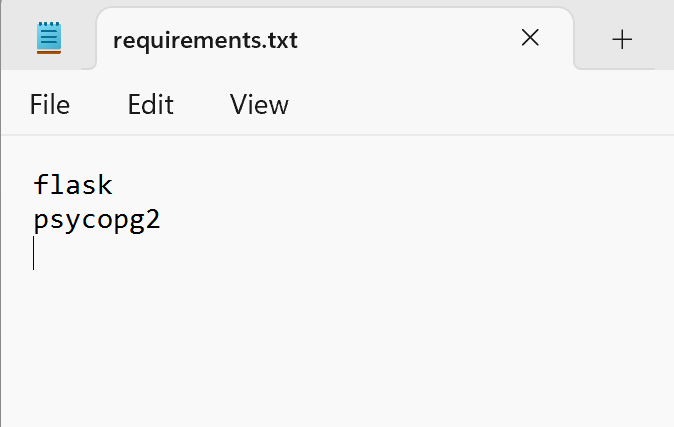 requirements.txt
File Edit View
flask
psycopg2